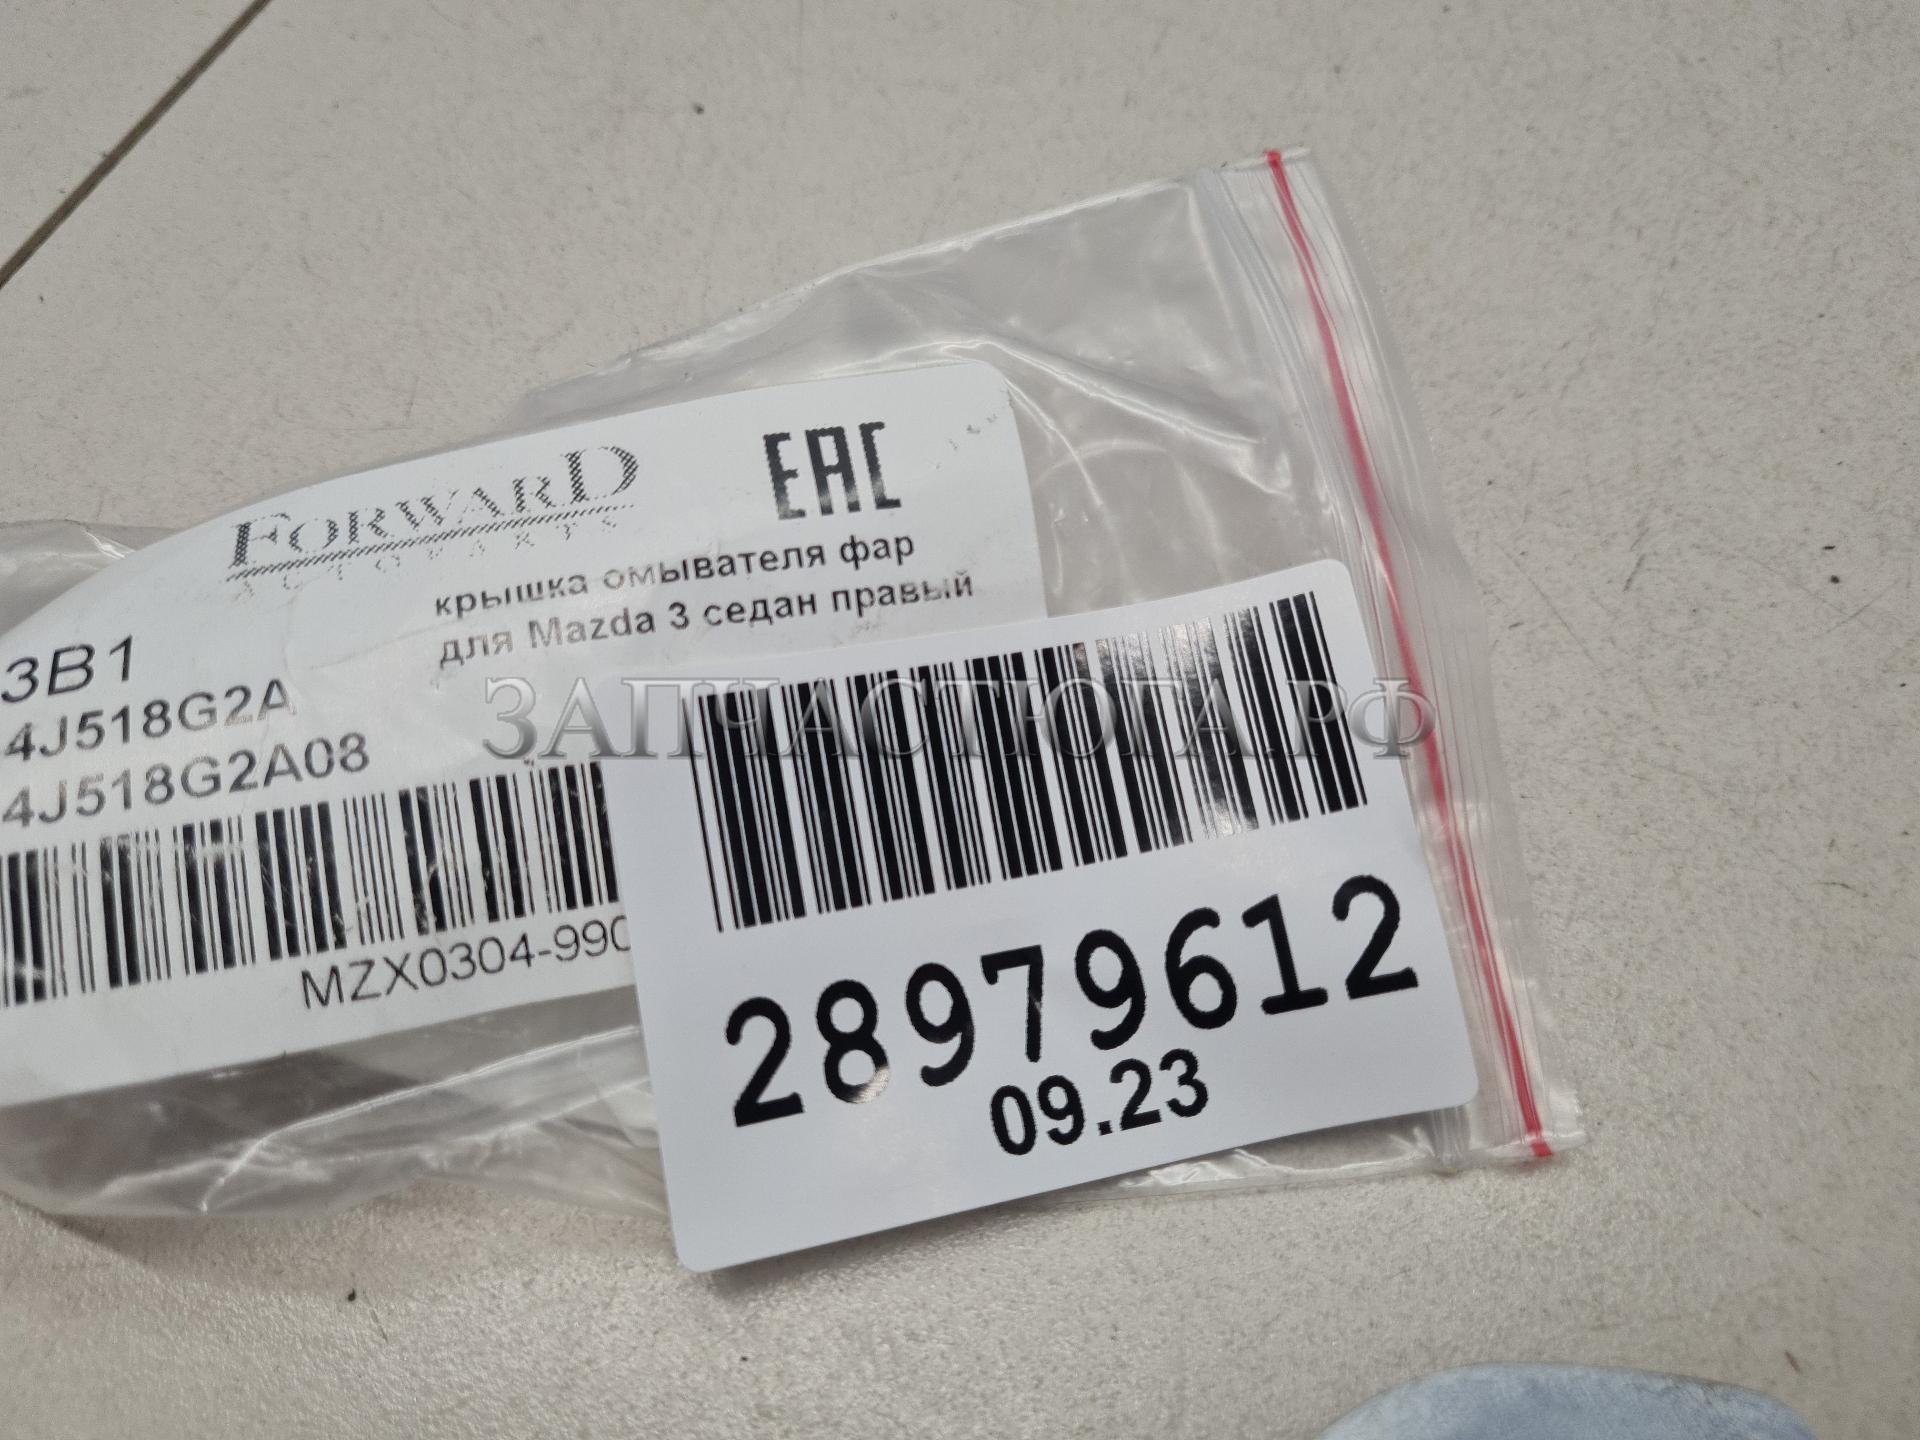 FORWARD
AUTOPARTS
EAC
крышка омывателя фар
для Mazda 3 седан правый
3B1
4J518G2A
4J518G2A08
MZX0304-990
ЗАПЧАСТЮГА.РФ
28979612
09.23